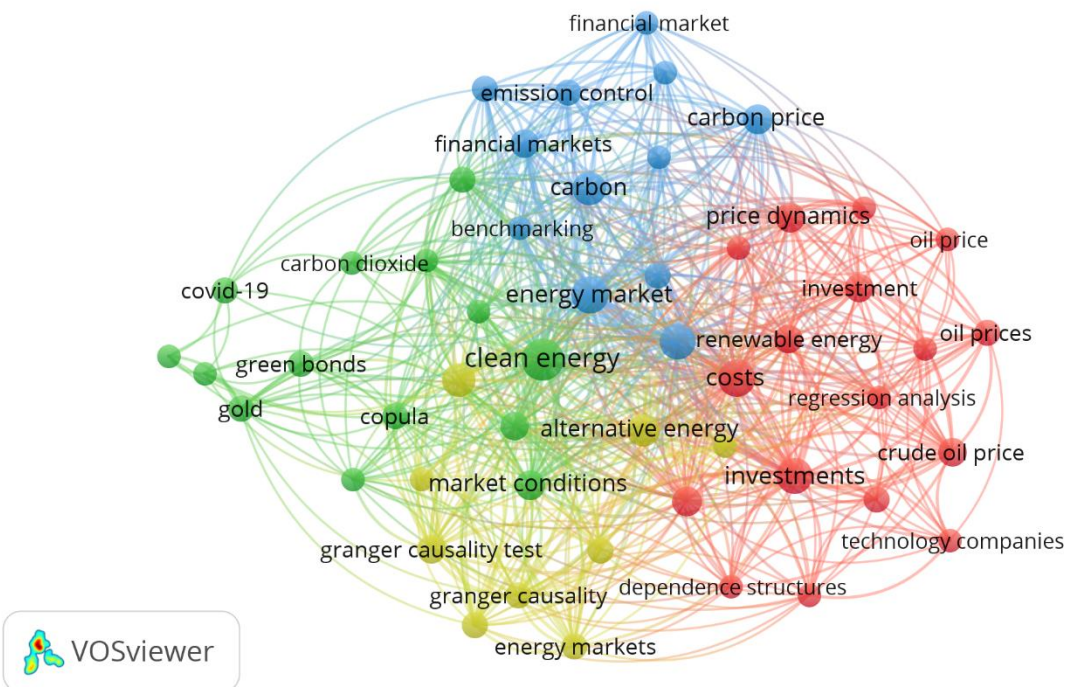 financial market
emission control
carbon price
financial markets
carbon
price dynamics
benchmarking
oil price
carbon dioxide
covid-19
energy market
investment
oil prices
renewable energy
clean energy
green bonds
costs
regression analysis
gold
copula
alternative energy
crude oil price
investments
market conditions
technology companies
granger causality test
dependence structures
granger causality
energy markets
VOSviewer